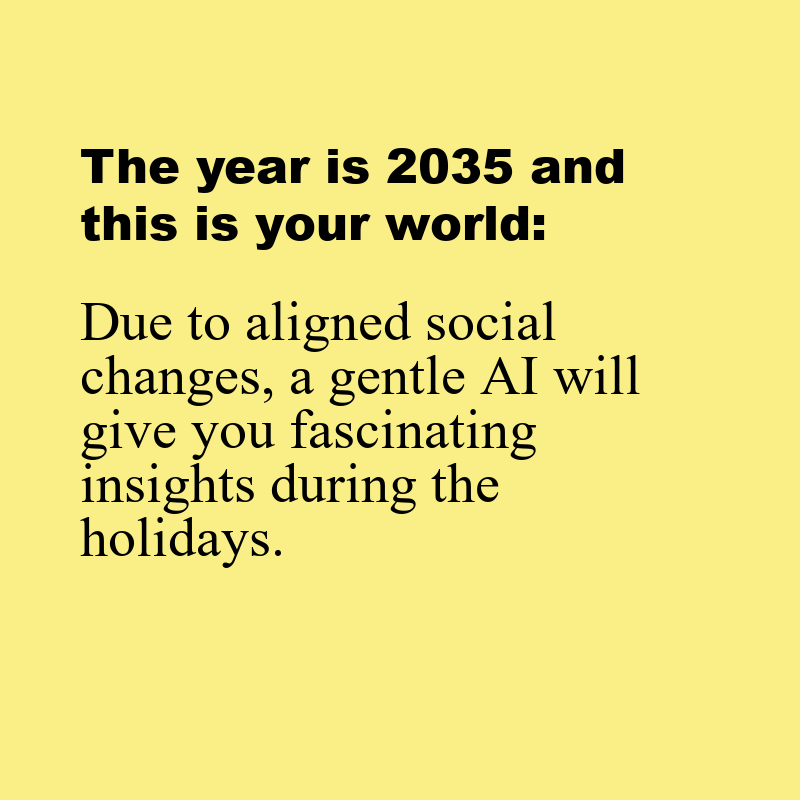 The year is 2035 and
this is your world:
Due to aligned social
changes, a gentle AI will
give you fascinating
insights during the
holidays.